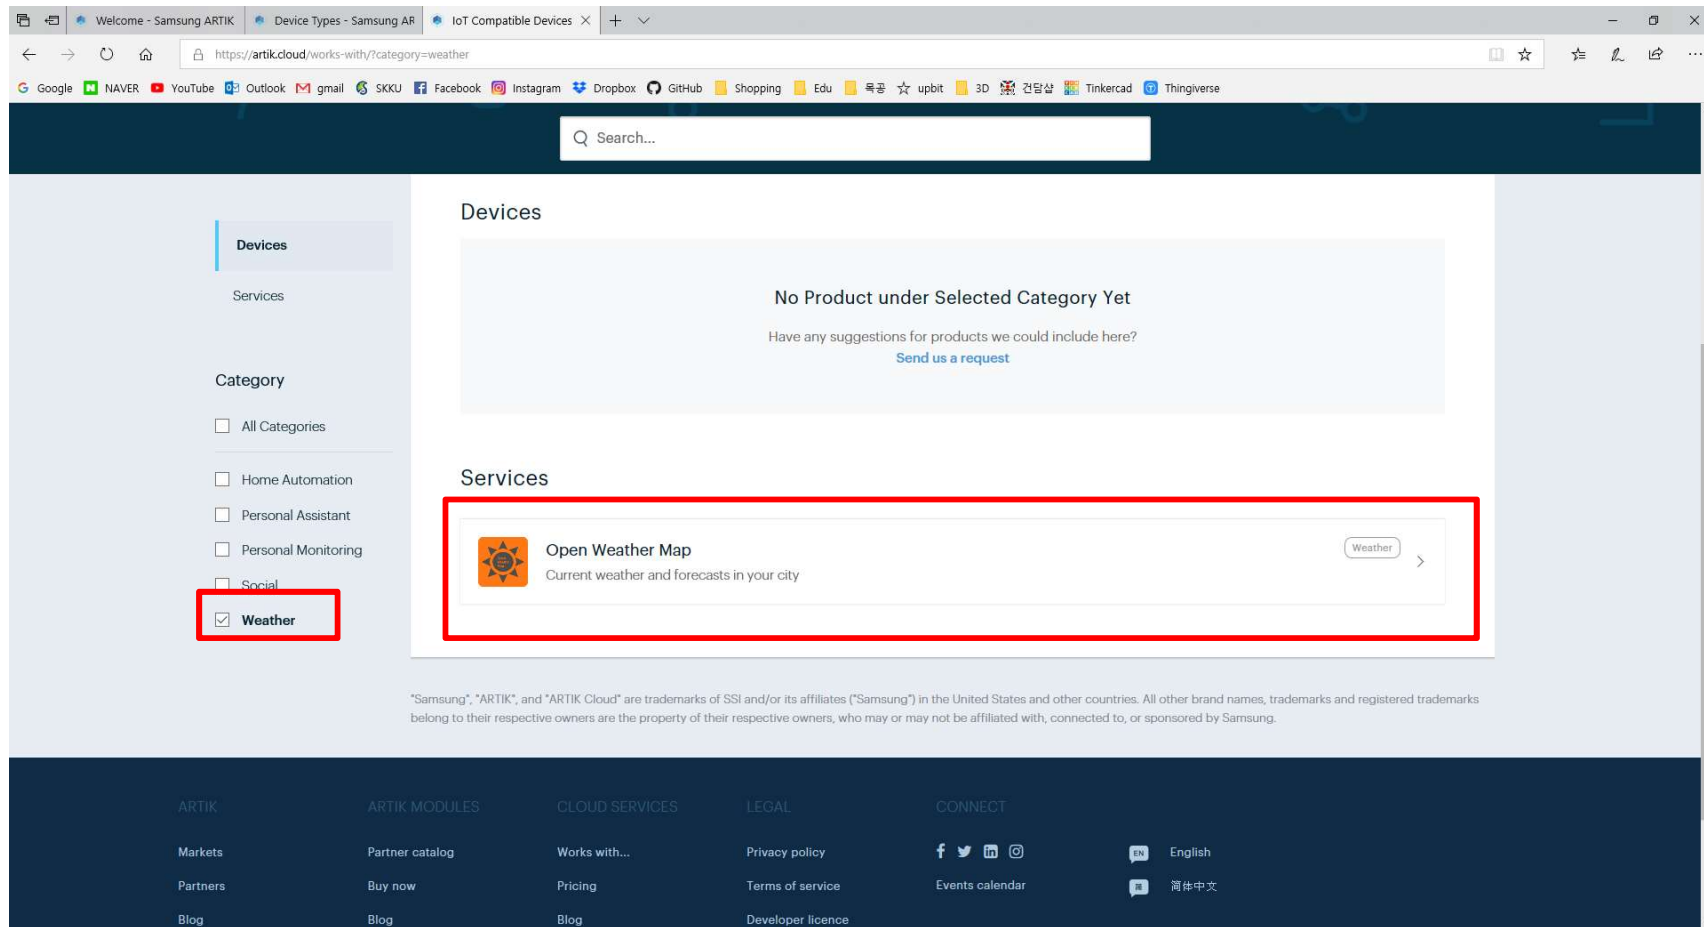 Welcome - Samsung ARTIK
Device Types - Samsung AR
IoT Compatible Devices
https://artik.cloud/works-with/?category=weather
Google NAVER YouTube Outlook gmail SKKU Facebook Instagram Dropbox GitHub Shopping Edu 목공 upbit 3D 건담샵 Tinkercad Thingiverse
Search...
Devices
Services
Category
All Categories
Home Automation
Personal Assistant
Personal Monitoring
Social
Weather
Devices
No Product under Selected Category Yet
Have any suggestions for products we could include here?
Send us a request
Services
Open Weather Map
Current weather and forecasts in your city
Weather
"Samsung", "ARTIK", and "ARTIK Cloud" are trademarks of SSI and/or its affiliates ("Samsung") in the United States and other countries. All other brand names, trademarks and registered trademarks
belong to their respective owners are the property of their respective owners, who may or may not be affiliated with, connected to, or sponsored by Samsung.
ARTIK
Markets
Partners
Blog
ARTIK MODULES
Partner catalog
Buy now
Blog
CLOUD SERVICES
Works with...
Pricing
Blog
LEGAL
Privacy policy
Terms of service
Developer licence
CONNECT
Events calendar
EN English
简体中文